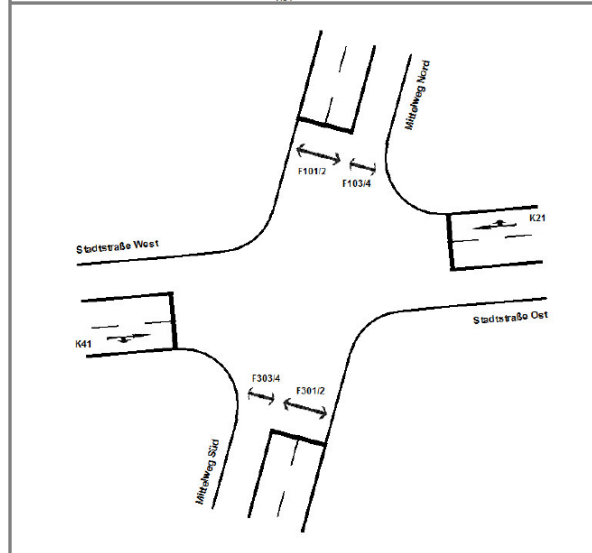 Mittelweg Nord
F101/2
F103/4
K21
Stadtstraße West
Stadtstraße Ost
K41
F303/4
F301/2
Mittelweg Süd